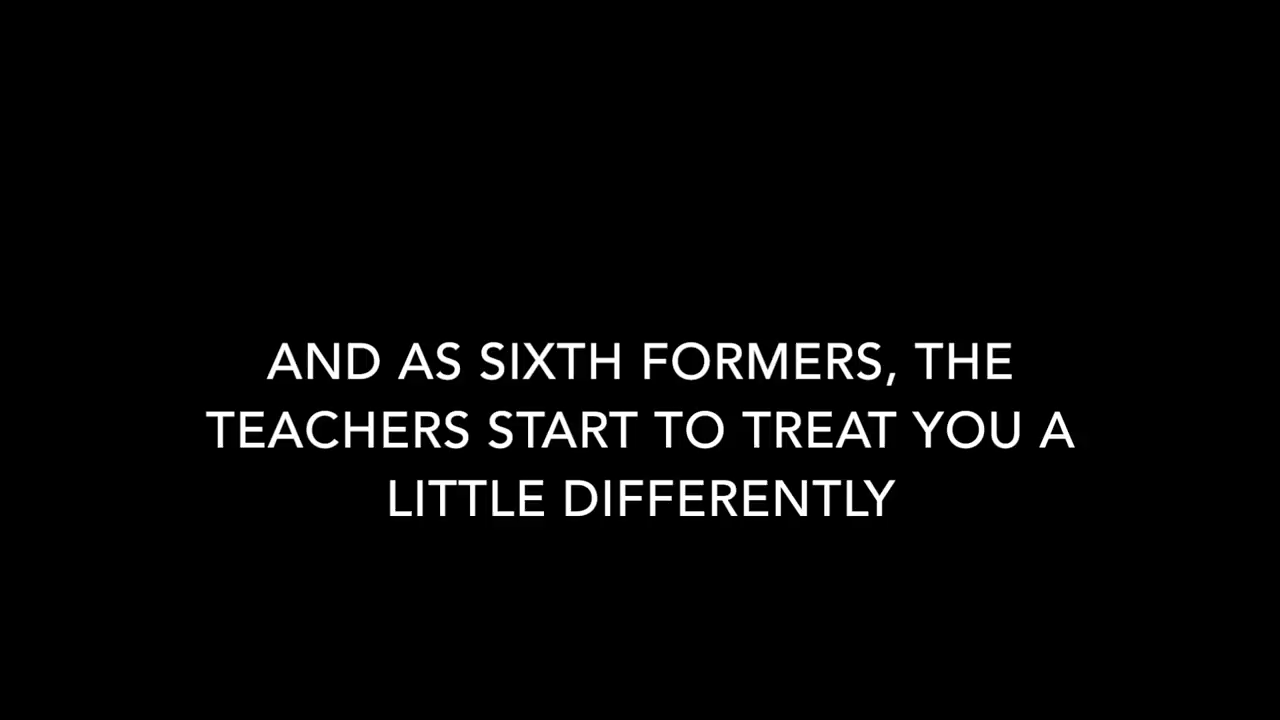 AND AS SIXTH FORMERS, THE
TEACHERS START TO TREAT YOU A
LITTLE DIFFERENTLY